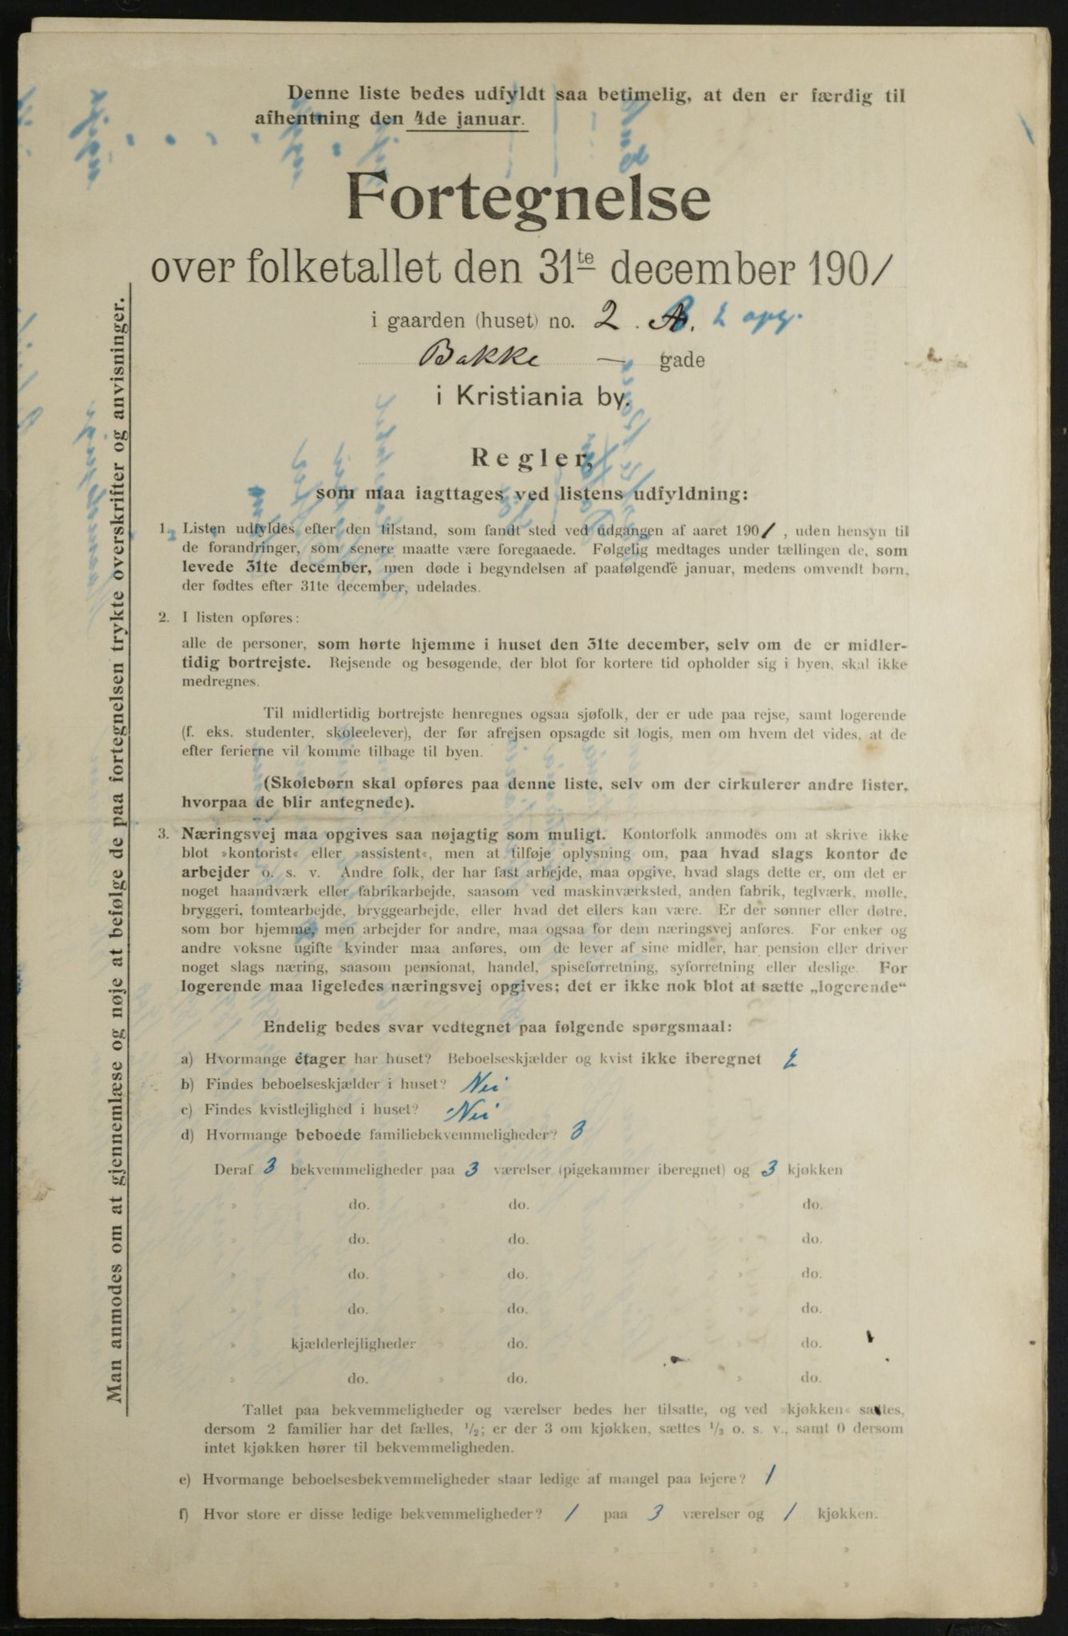 Denne liste bedes udfyldt saa betimelig, at den er færdig til
afhentning den 4de januar.
Fortegnelse
over folketallet den 31te december 1901
i gaarden (huset) no. 2. A. 2 opg.
Bakke — gade
i Kristiania by.
Regler,
som maa iagttages ved listens udfyldning:
1. Listen udfyldes efter den tilstand, som fandt sted ved udgangen af aaret 1901, uden hensyn til
de forandringer, som senere maatte være foregaaede. Følgelig medtages under tællingen de, som
levede 31te december, men døde i begyndelsen af paafølgende januar, medens omvendt børn,
der fødtes efter 31te december, udelades.
2. I listen opføres:
alle de personer, som hørte hjemme i huset den 31te december, selv om de er midler-
tidig bortrejste. Rejsende og besøgende, der blot for kortere tid opholder sig i byen, skal ikke
medregnes.
Til midlertidig bortrejste henregnes ogsaa sjøfolk, der er ude paa rejse, samt logerende
(f. eks. studenter, skoleelever), der før afrejsen opsagde sit logis, men om hvem det vides, at de
efter ferierne vil komme tilbage til byen.
(Skolebørn skal opføres paa denne liste, selv om der cirkulerer andre lister,
hvorpaa de blir antegnede).
3. Næringsvej maa opgives saa nøjagtig som muligt. Kontorfolk anmodes om at skrive ikke
blot »kontorist« eller »assistent«, men at tilføje oplysning om, paa hvad slags kontor de
arbejder o. s. v. Andre folk, der har fast arbejde, maa opgive, hvad slags dette er, om det er
noget haandværk eller fabrikarbejde, saasom ved maskinværksted, anden fabrik, teglværk, mølle,
bryggeri, tomtearbejde, bryggearbejde, eller hvad det ellers kan være. Er der sønner eller døtre,
som bor hjemme, men arbejder for andre, maa ogsaa for dem næringsvej anføres. For enker og
andre voksne ugifte kvinder maa anføres, om de lever af sine midler, har pension eller driver
noget slags næring, saasom pensionat, handel, spiseforretning, syforretning eller deslige. For
logerende maa ligeledes næringsvej opgives; det er ikke nok blot at sætte „logerende“
Endelig bedes svar vedtegnet paa følgende spørgsmaal:
a) Hvormange étager har huset? Beboelseskjælder og kvist ikke iberegnet 2
b) Findes beboelseskjælder i huset? Nei
c) Findes kvistlejlighed i huset? Nei
d) Hvormange beboede familiebekvemmeligheder? 3
Deraf 3 bekvemmeligheder paa 3 værelser (pigekammer iberegnet) og 3 kjøkken
» do. » do. » do.
» do. » do. » do.
» do. » do. » do.
» do. » do. » do.
» kjælderlejligheder » do. » do.
» do. » do. » do.
Tallet paa bekvemmeligheder og værelser bedes her tilsatte, og ved »kjøkken« sættes,
dersom 2 familier har det fælles, 1/2; er der 3 om kjøkken, sættes 1/3 o. s. v., samt 0 dersom
intet kjøkken hører til bekvemmeligheden.
e) Hvormange beboelsesbekvemmeligheder staar ledige af mangel paa lejere? 1
f) Hvor store er disse ledige bekvemmeligheder? 1 paa 3 værelser og 1 kjøkken.
Man anmodes om at gjennemlæse og nøje at befølge de paa fortegnelsen trykte overskrifter og anvisninger.